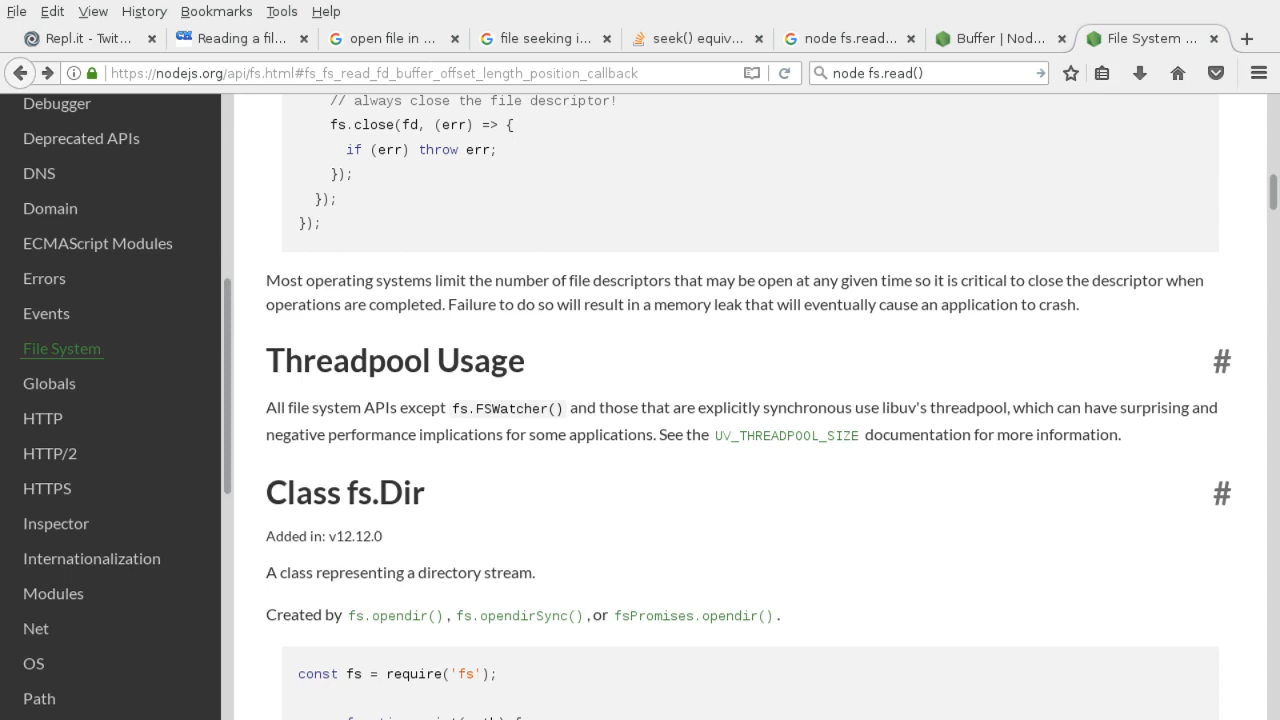 File Edit View History Bookmarks Tools Help
Repl.it - Twit... Reading a fil... open file in ... file seeking i... seek() equiv... node fs.read... Buffer | Nod... File System ...
https://nodejs.org/api/fs.html#fs_fs_read_fd_buffer_offset_length_position_callback node fs.read()
Debugger
Deprecated APIs
DNS
Domain
ECMAScript Modules
Errors
Events
File System
Globals
HTTP
HTTP/2
HTTPS
Inspector
Internationalization
Modules
Net
OS
Path
// always close the file descriptor!
fs.close(fd, (err) => {
if (err) throw err;
});
});
});
Most operating systems limit the number of file descriptors that may be open at any given time so it is critical to close the descriptor when
operations are completed. Failure to do so will result in a memory leak that will eventually cause an application to crash.
Threadpool Usage #
All file system APIs except fs.FSWatcher() and those that are explicitly synchronous use libuv's threadpool, which can have surprising and
negative performance implications for some applications. See the UV_THREADPOOL_SIZE documentation for more information.
Class fs.Dir #
Added in: v12.12.0
A class representing a directory stream.
Created by fs.opendir(), fs.opendirSync(), or fsPromises.opendir().
const fs = require('fs');